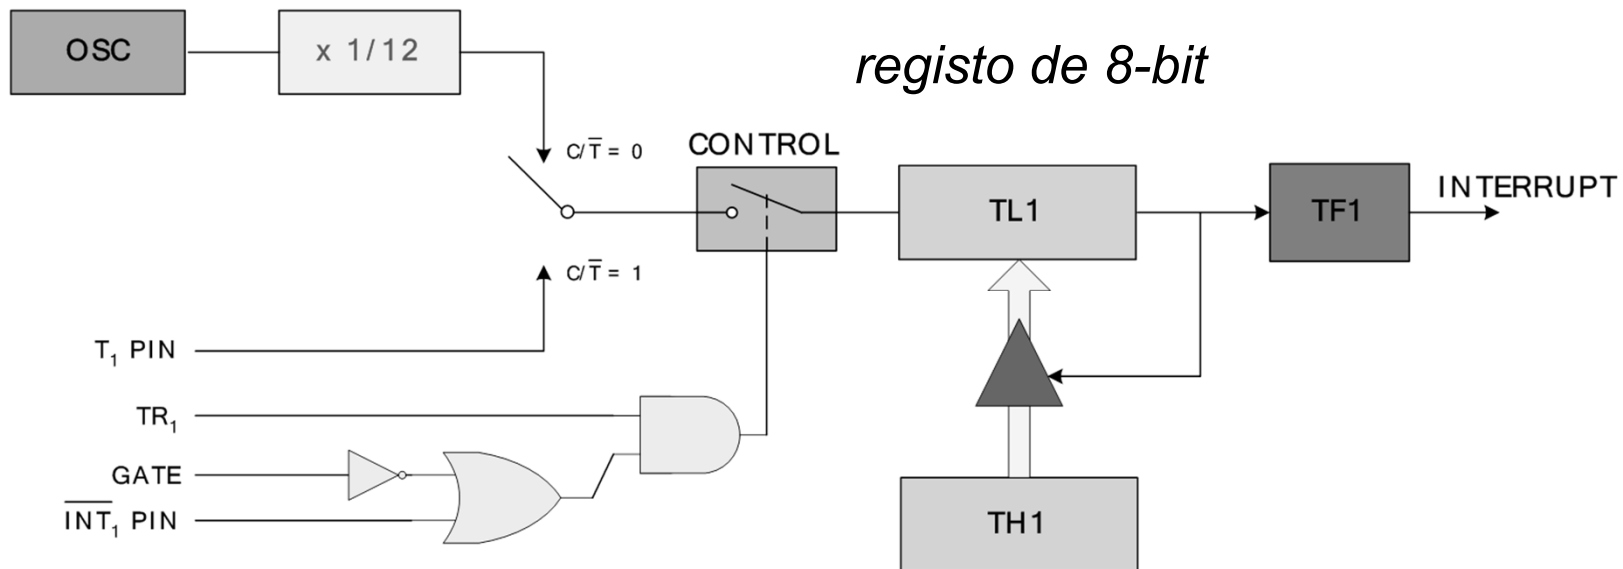 OSC
x 1/12
registo de 8-bit
C/T̅ = 0
CONTROL
TL1
TF1
INTERRUPT
C/T̅ = 1
T₁ PIN
TR₁
GATE
I̅N̅T̅₁ PIN
TH1